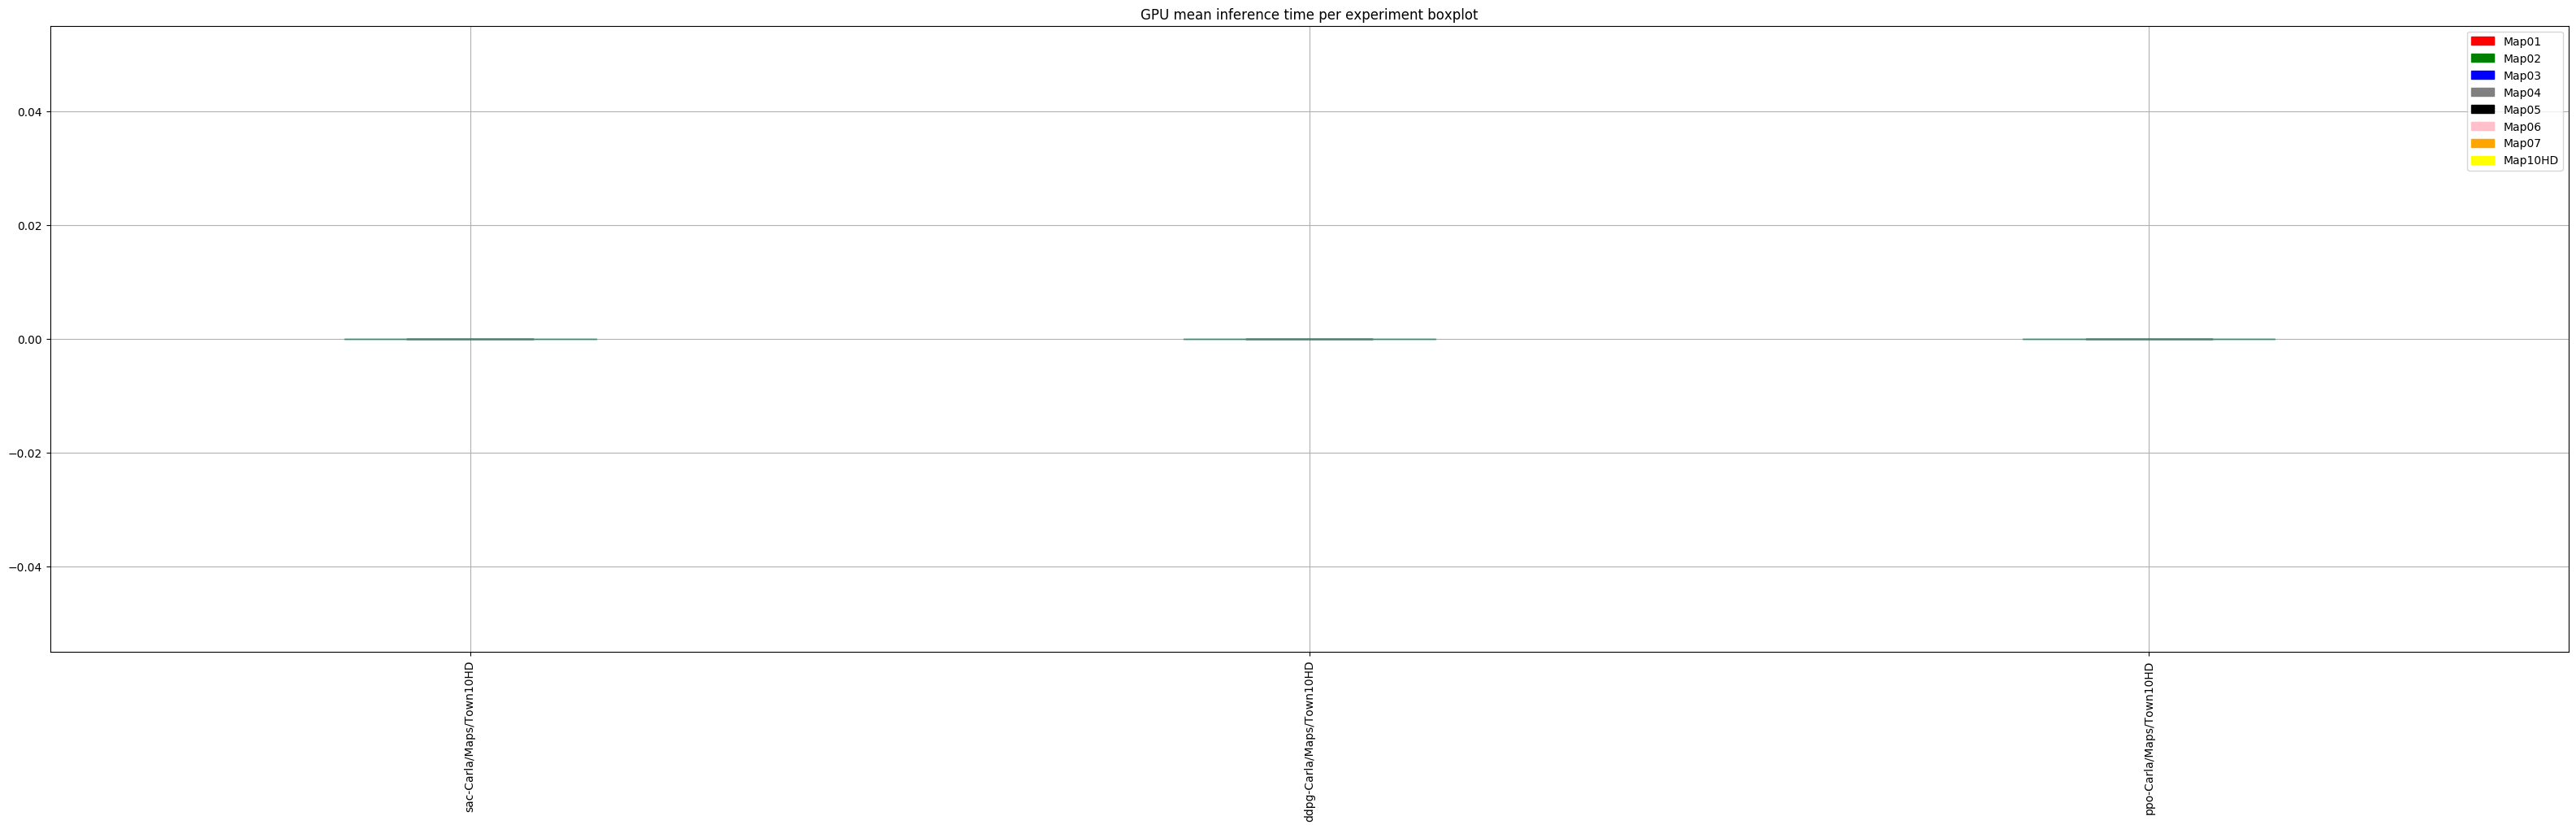 GPU mean inference time per experiment boxplot
Map01
Map02
Map03
Map04
Map05
Map06
Map07
Map10HD
0.04
0.02
0.00
−0.02
−0.04
sac-Carla/Maps/Town10HD
ddpg-Carla/Maps/Town10HD
ppo-Carla/Maps/Town10HD